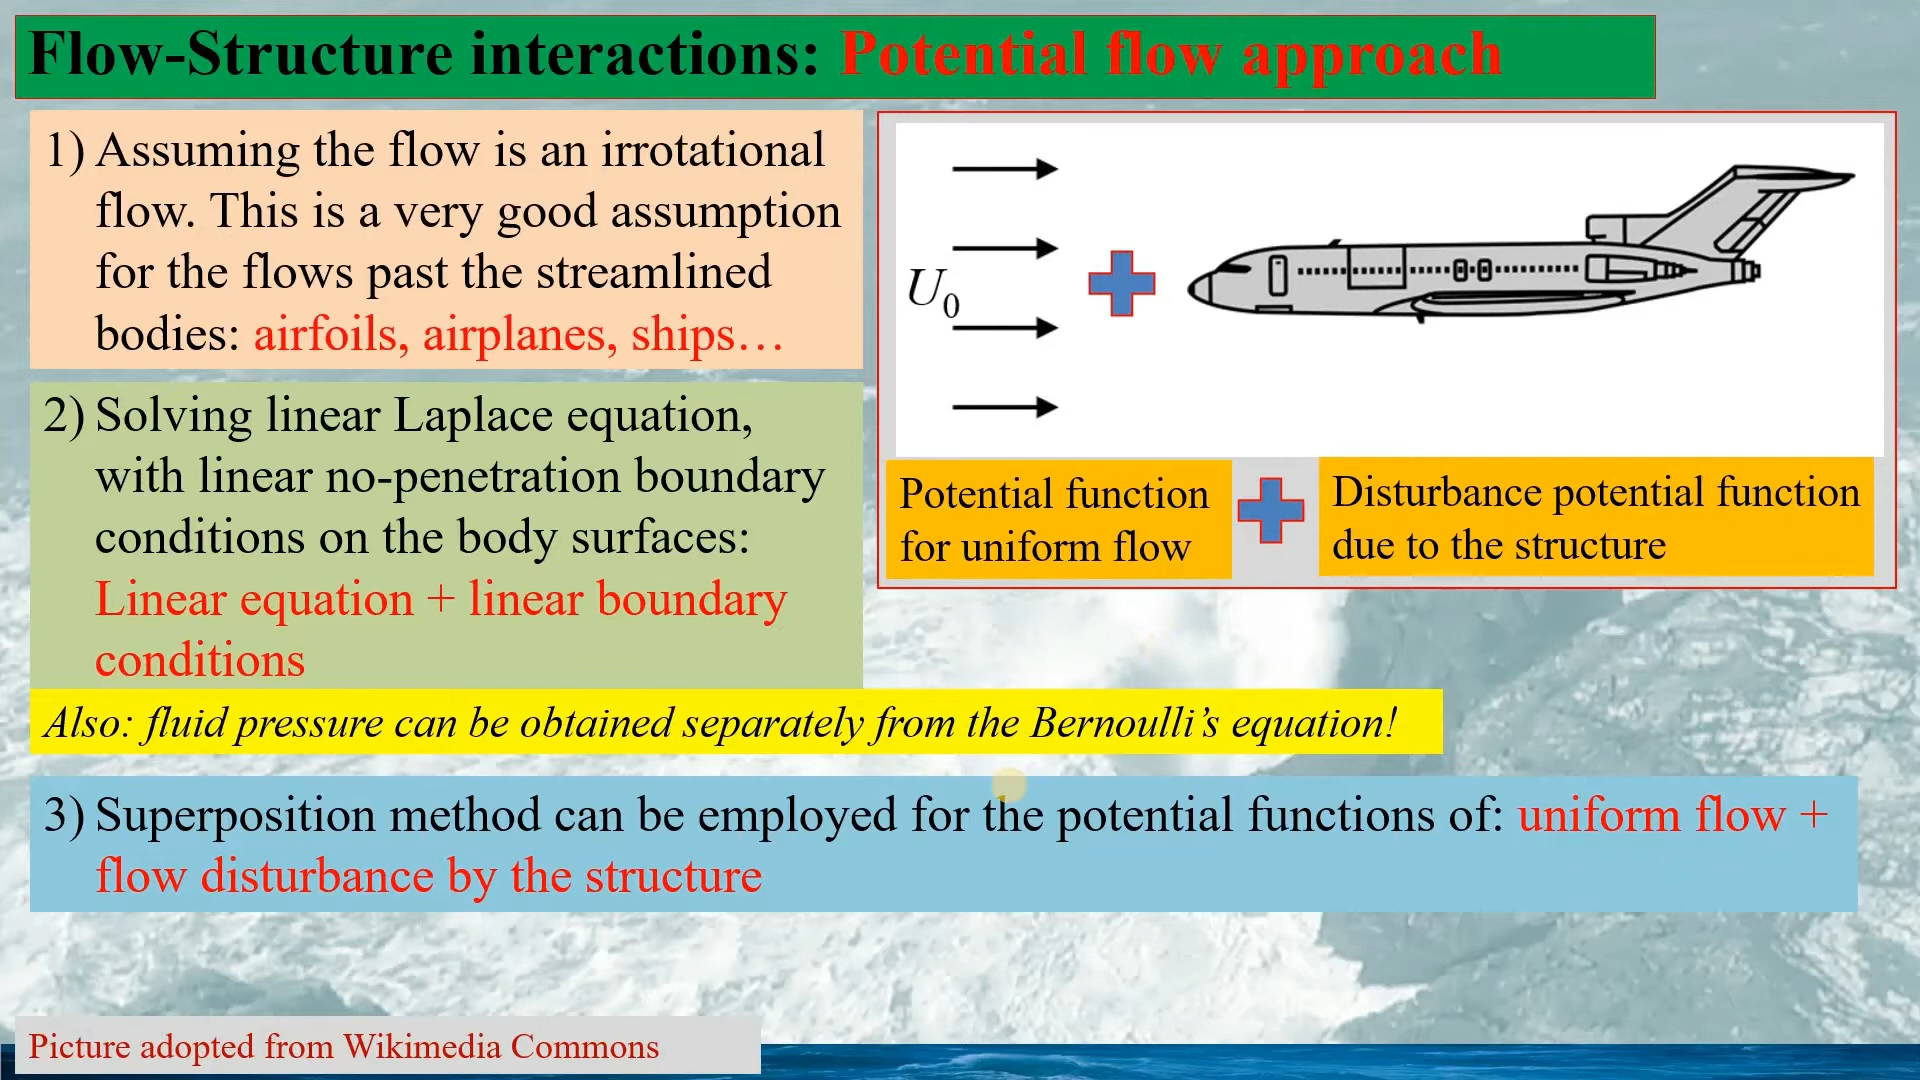 Flow-Structure interactions: Potential flow approach
1) Assuming the flow is an irrotational
flow. This is a very good assumption
for the flows past the streamlined
bodies: airfoils, airplanes, ships…
2) Solving linear Laplace equation,
with linear no-penetration boundary
conditions on the body surfaces:
Linear equation + linear boundary
conditions
Also: fluid pressure can be obtained separately from the Bernoulli’s equation!
U₀
Potential function
for uniform flow
Disturbance potential function
due to the structure
3) Superposition method can be employed for the potential functions of: uniform flow +
flow disturbance by the structure
Picture adopted from Wikimedia Commons